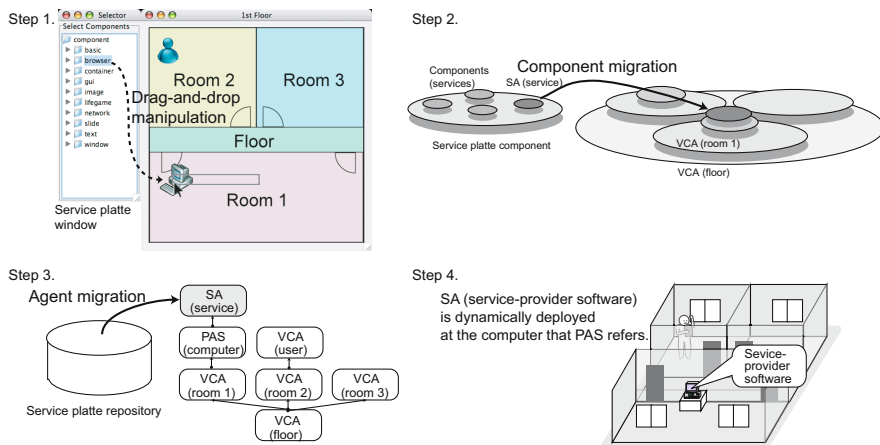 Step 1.
Selector
Select Components
component
basic
browser
container
gui
image
lifegame
network
slide
text
window
1st Floor
Room 2
Room 3
Drag-and-drop
manipulation
Floor
Room 1
Service platte
window
Step 2.
Components
(services)
Component migration
SA (service)
Service platte component
VCA (room 1)
VCA (floor)
Step 3.
Agent migration
SA
(service)
PAS
(computer)
VCA
(user)
VCA
(room 1)
VCA
(room 2)
VCA
(room 3)
VCA
(floor)
Service platte repository
Step 4.
SA (service-provider software)
is dynamically deployed
at the computer that PAS refers.
Sevice-
provider
software